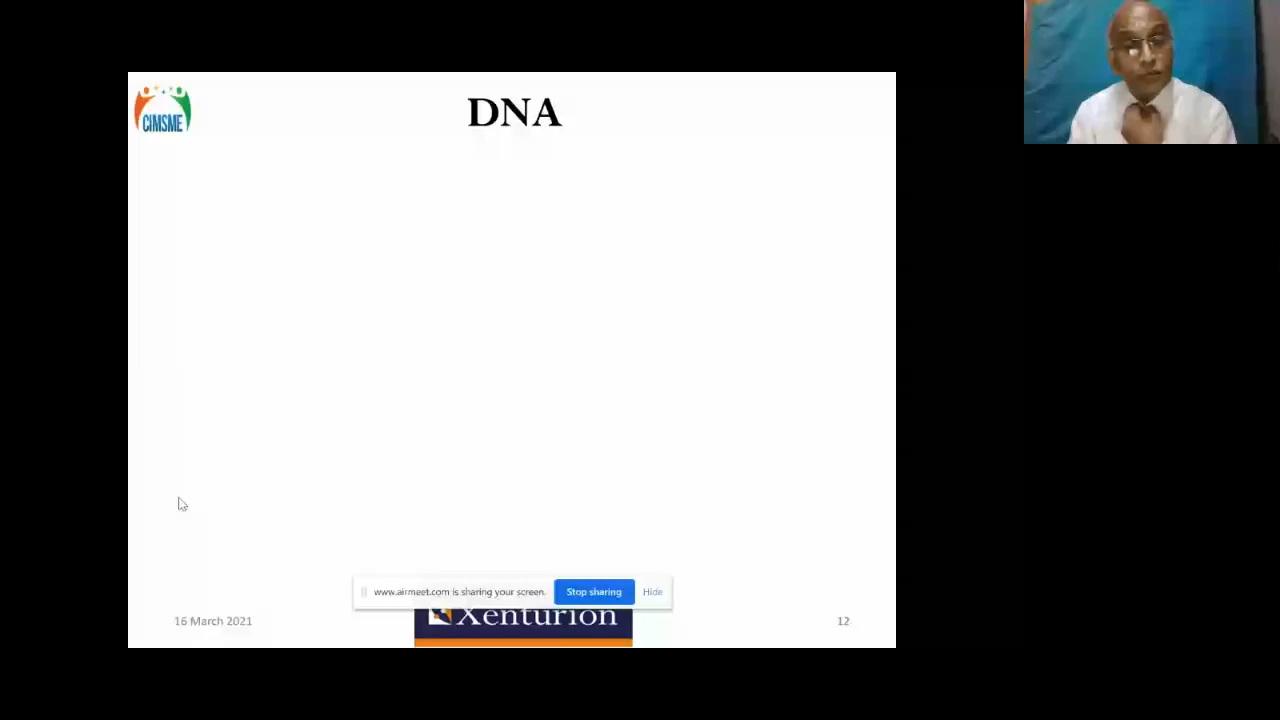 CIMSME
DNA
www.airmeet.com is sharing your screen.
Stop sharing
Hide
16 March 2021
Xenturion
12